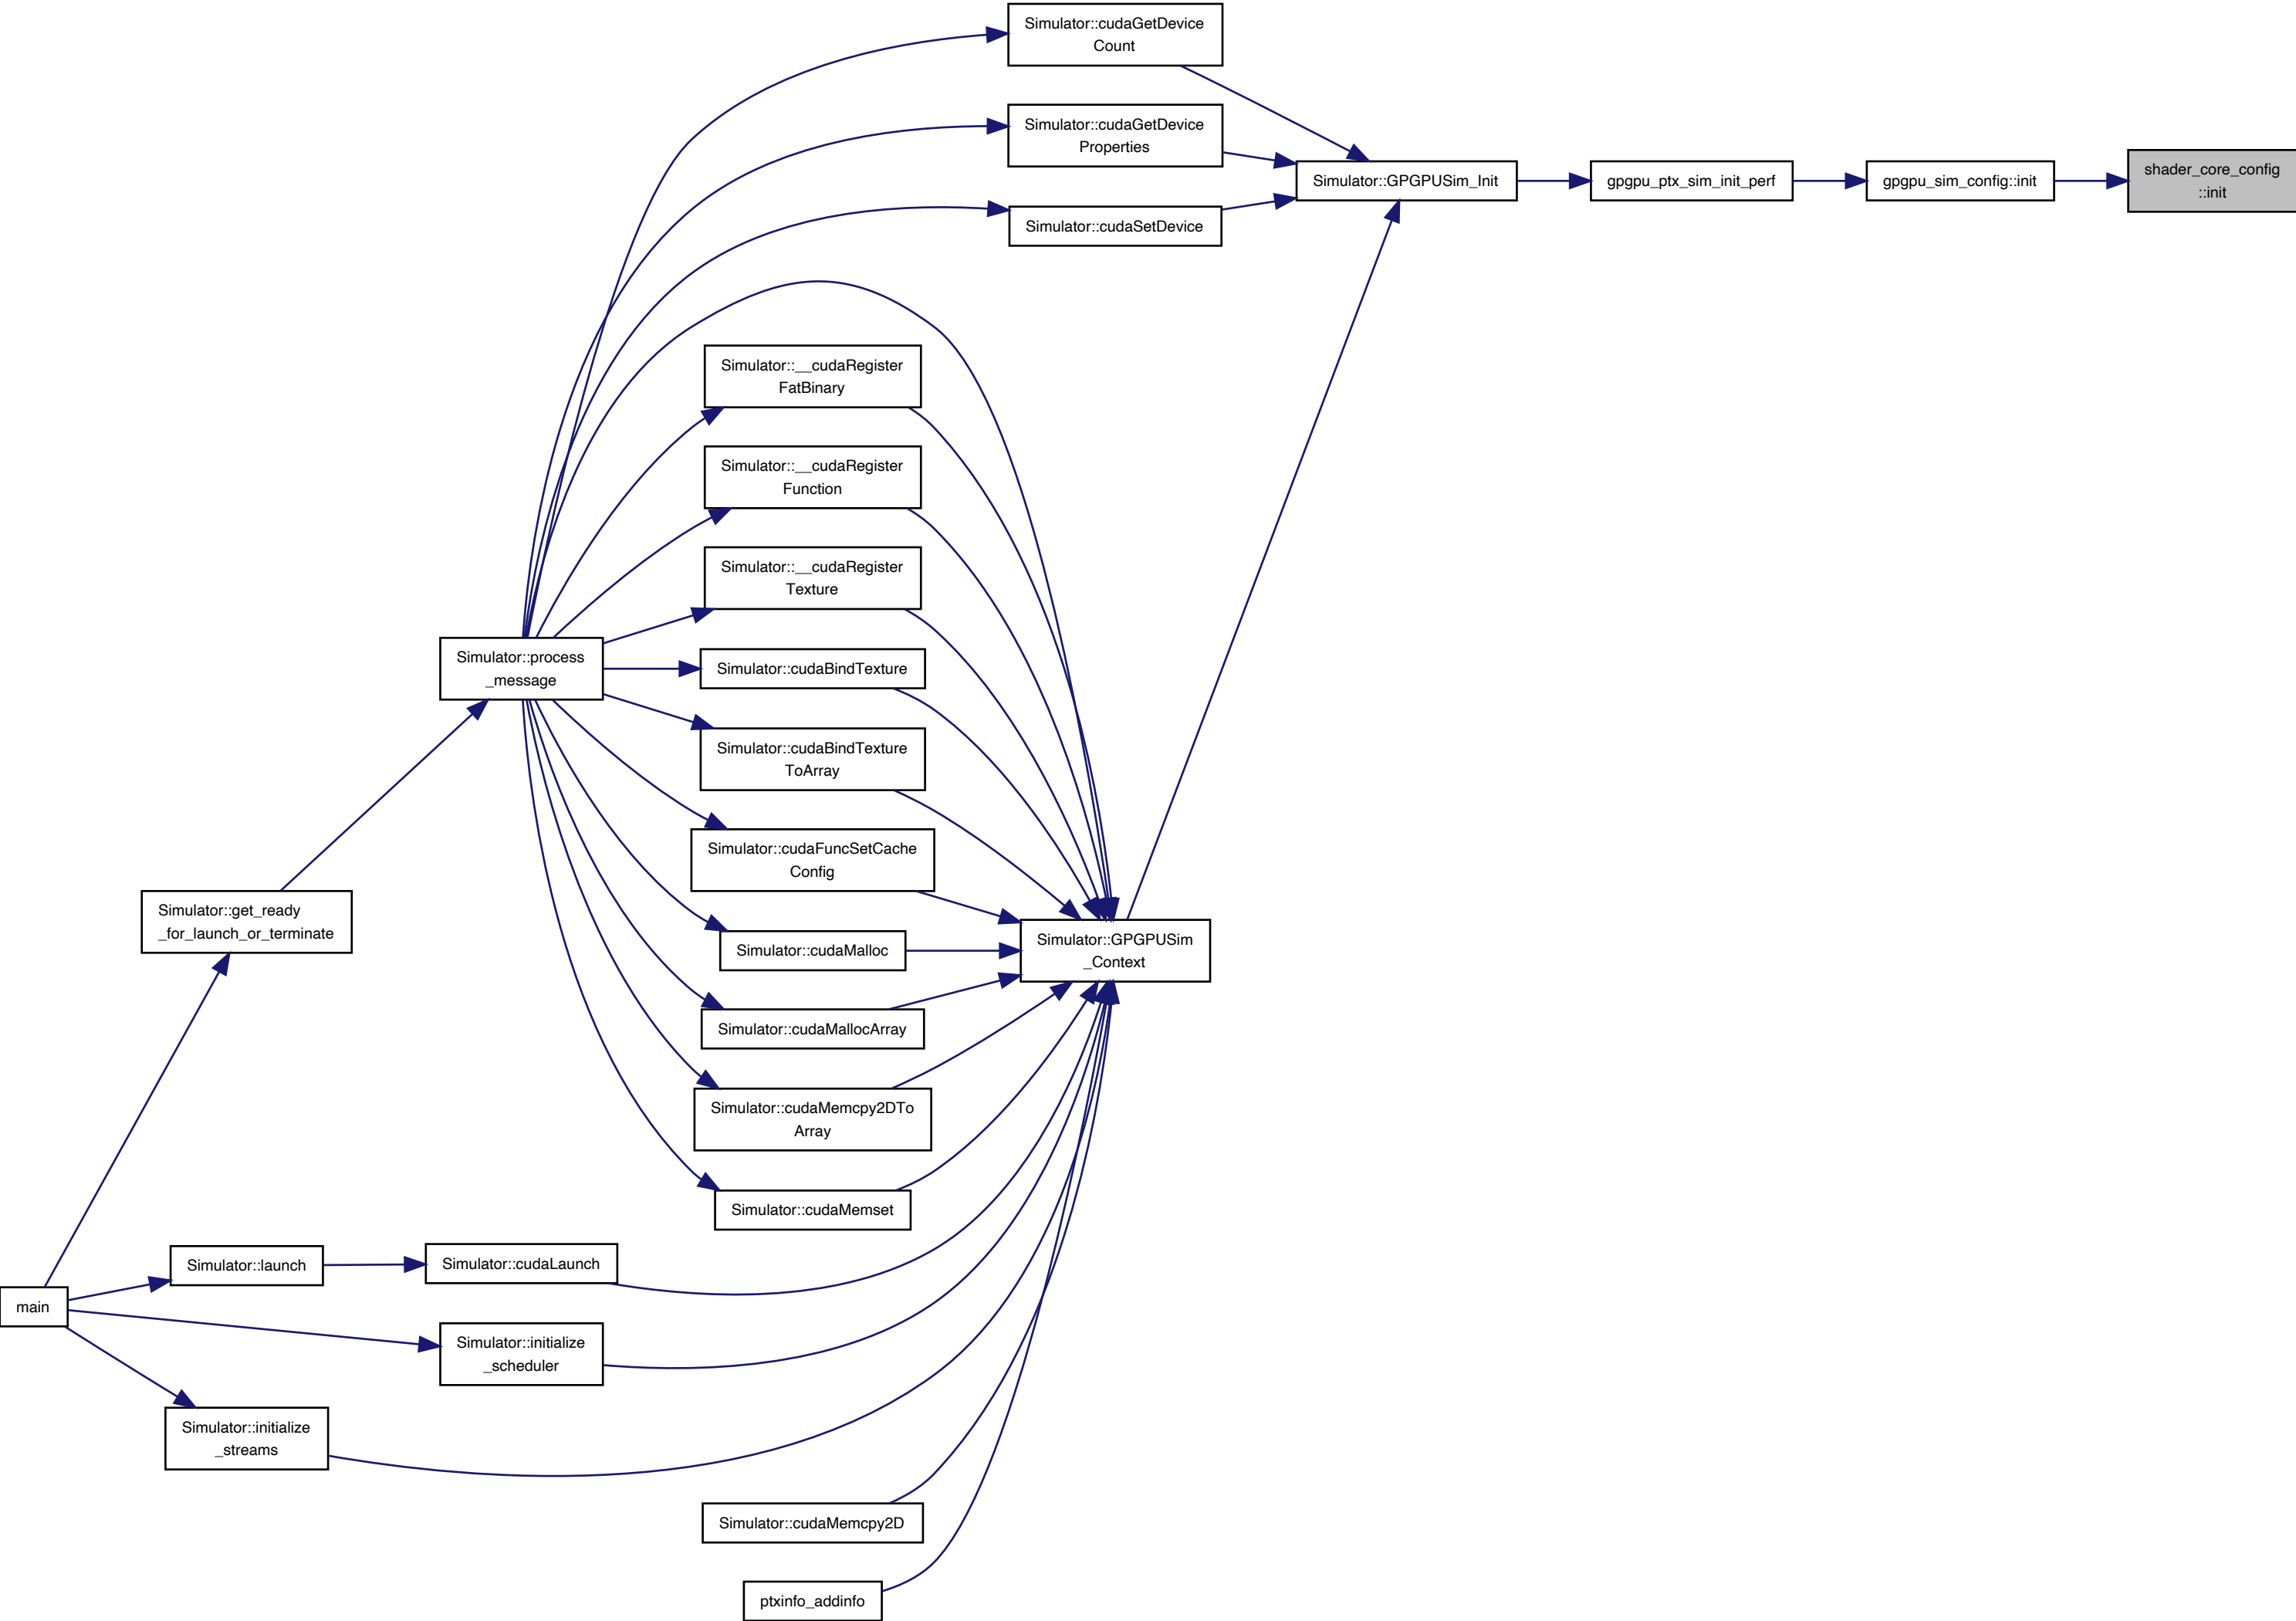 Simulator::cudaGetDevice
Count
Simulator::cudaGetDevice
Properties
Simulator::cudaSetDevice
Simulator::GPGPUSim_Init
gpgpu_ptx_sim_init_perf
gpgpu_sim_config::init
shader_core_config
::init
Simulator::__cudaRegister
FatBinary
Simulator::__cudaRegister
Function
Simulator::__cudaRegister
Texture
Simulator::process
_message
Simulator::cudaBindTexture
Simulator::cudaBindTexture
ToArray
Simulator::cudaFuncSetCache
Config
Simulator::get_ready
_for_launch_or_terminate
Simulator::cudaMalloc
Simulator::GPGPUSim
_Context
Simulator::cudaMallocArray
Simulator::cudaMemcpy2DTo
Array
Simulator::cudaMemset
Simulator::launch
Simulator::cudaLaunch
main
Simulator::initialize
_scheduler
Simulator::initialize
_streams
Simulator::cudaMemcpy2D
ptxinfo_addinfo